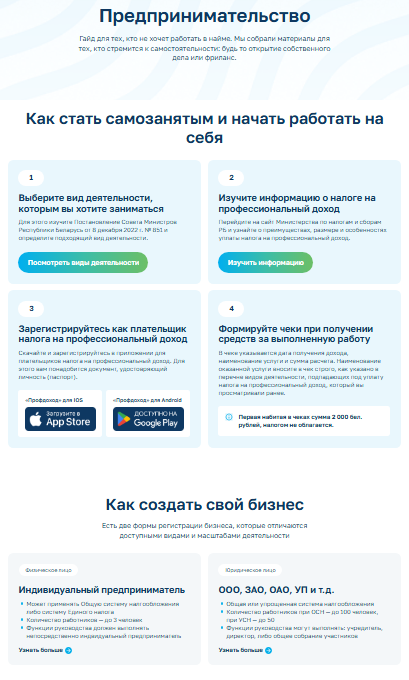 Предпринимательство
Гайд для тех, кто не хочет работать в найме. Мы собрали материалы для
тех, кто стремится к самостоятельности: будь то открытие собственного
дела или фриланс.
Как стать самозанятым и начать работать на
себя
1
Выберите вид деятельности,
которым вы хотите заниматься
Для этого изучите Постановление Совета Министров
Республики Беларусь от 8 декабря 2022 г. № 851 и
определите подходящий вид деятельности.
Посмотреть виды деятельности
2
Изучите информацию о налоге на
профессиональный доход
Перейдите на сайт Министерства по налогам и сборам
РБ и узнайте о преимуществах, размере и особенностях
уплаты налога на профессиональный доход.
Изучить информацию
3
Зарегистрируйтесь как плательщик
налога на профессиональный доход
Скачайте и зарегистрируйтесь в приложении для
плательщиков налога на профессиональный доход. Для
этого вам понадобится документ, удостоверяющий
личность (паспорт).
«Профдоход» для IOS
Загрузите в
App Store
«Профдоход» для Android
ДОСТУПНО НА
Google Play
4
Формируйте чеки при получении
средств за выполненную работу
В чеке указывается дата получения дохода,
наименование услуги и сумма расчета. Наименование
оказанной услуги вносите в чек строго, как указано в
перечне видов деятельности, подпадающих под уплату
налога на профессиональный доход, который вы
просматривали ранее.
Первая набитая в чеках сумма 2 000 бел.
рублей, налогом не облагается.
Как создать свой бизнес
Есть две формы регистрации бизнеса, которые отличаются
доступными видами и масштабами деятельности
Физическое лицо
Индивидуальный предприниматель
Может применять Общую систему налогообложения
либо систему Единого налога
Количество работников — до 3 человек
Функции руководства должен выполнять
непосредственно индивидуальный предприниматель
Узнать больше
Юридическое лицо
ООО, ЗАО, ОАО, УП и т.д.
Общая или упрощенная система налогообложения
Количество работников при ОСН — до 100 человек,
при УСН — до 50
Функции руководства могут выполнять: учредитель,
директор, либо общее собрание участников
Узнать больше